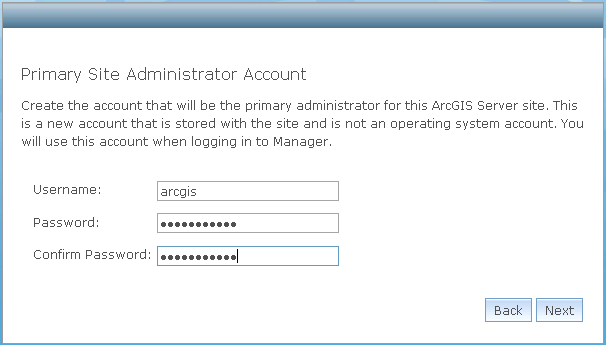 Primary Site Administrator Account
Create the account that will be the primary administrator for this ArcGIS Server site. This
is a new account that is stored with the site and is not an operating system account. You
will use this account when logging in to Manager.
Username: arcgis
Password: ●●●●●●●●●●●
Confirm Password: ●●●●●●●●●●●
Back Next